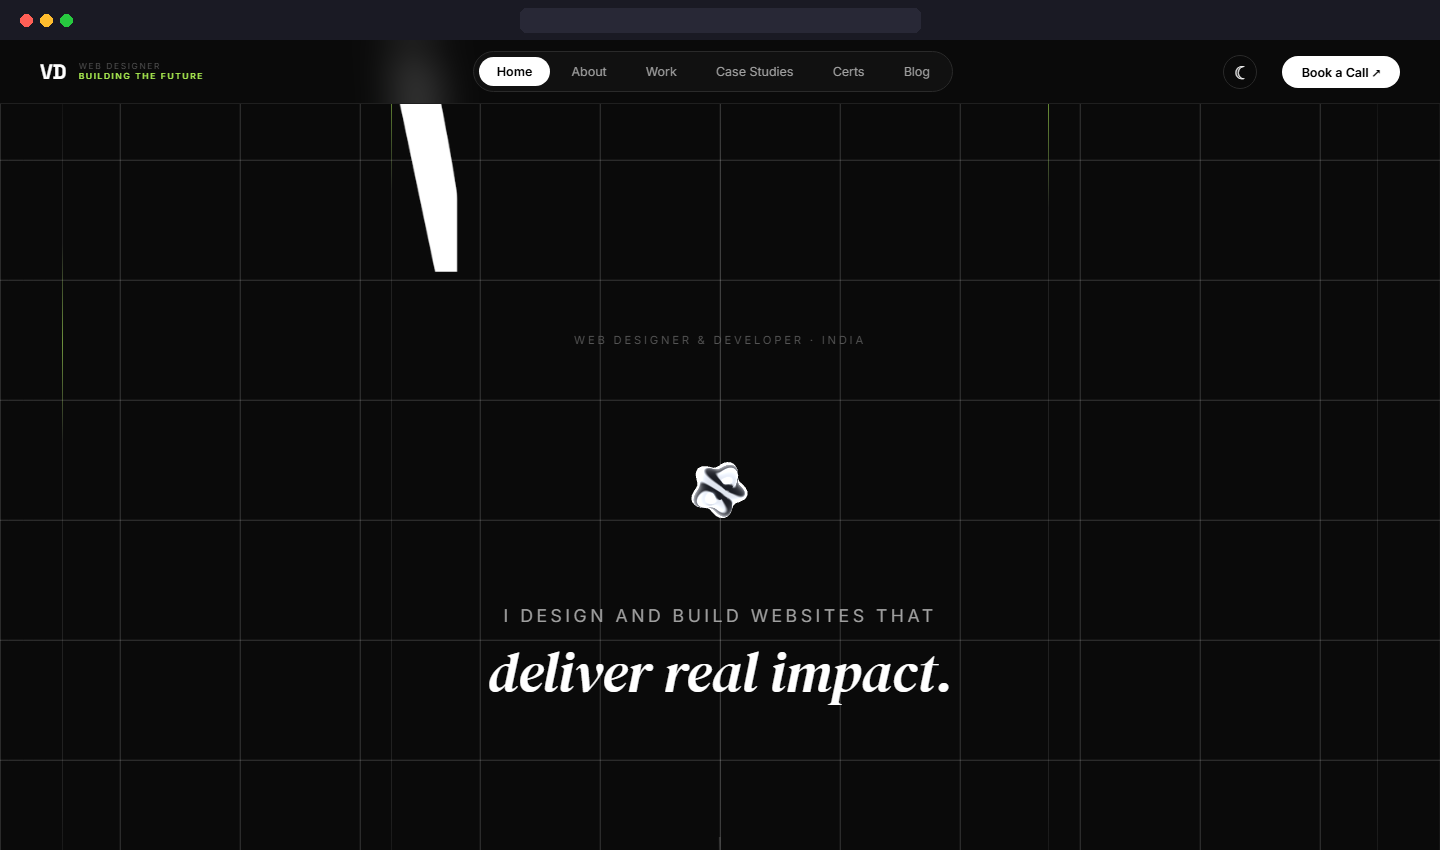 VD
WEB DESIGNER
BUILDING THE FUTURE
Home About Work Case Studies Certs Blog
Book a Call ↗
WEB DESIGNER & DEVELOPER · INDIA
I DESIGN AND BUILD WEBSITES THAT
deliver real impact.